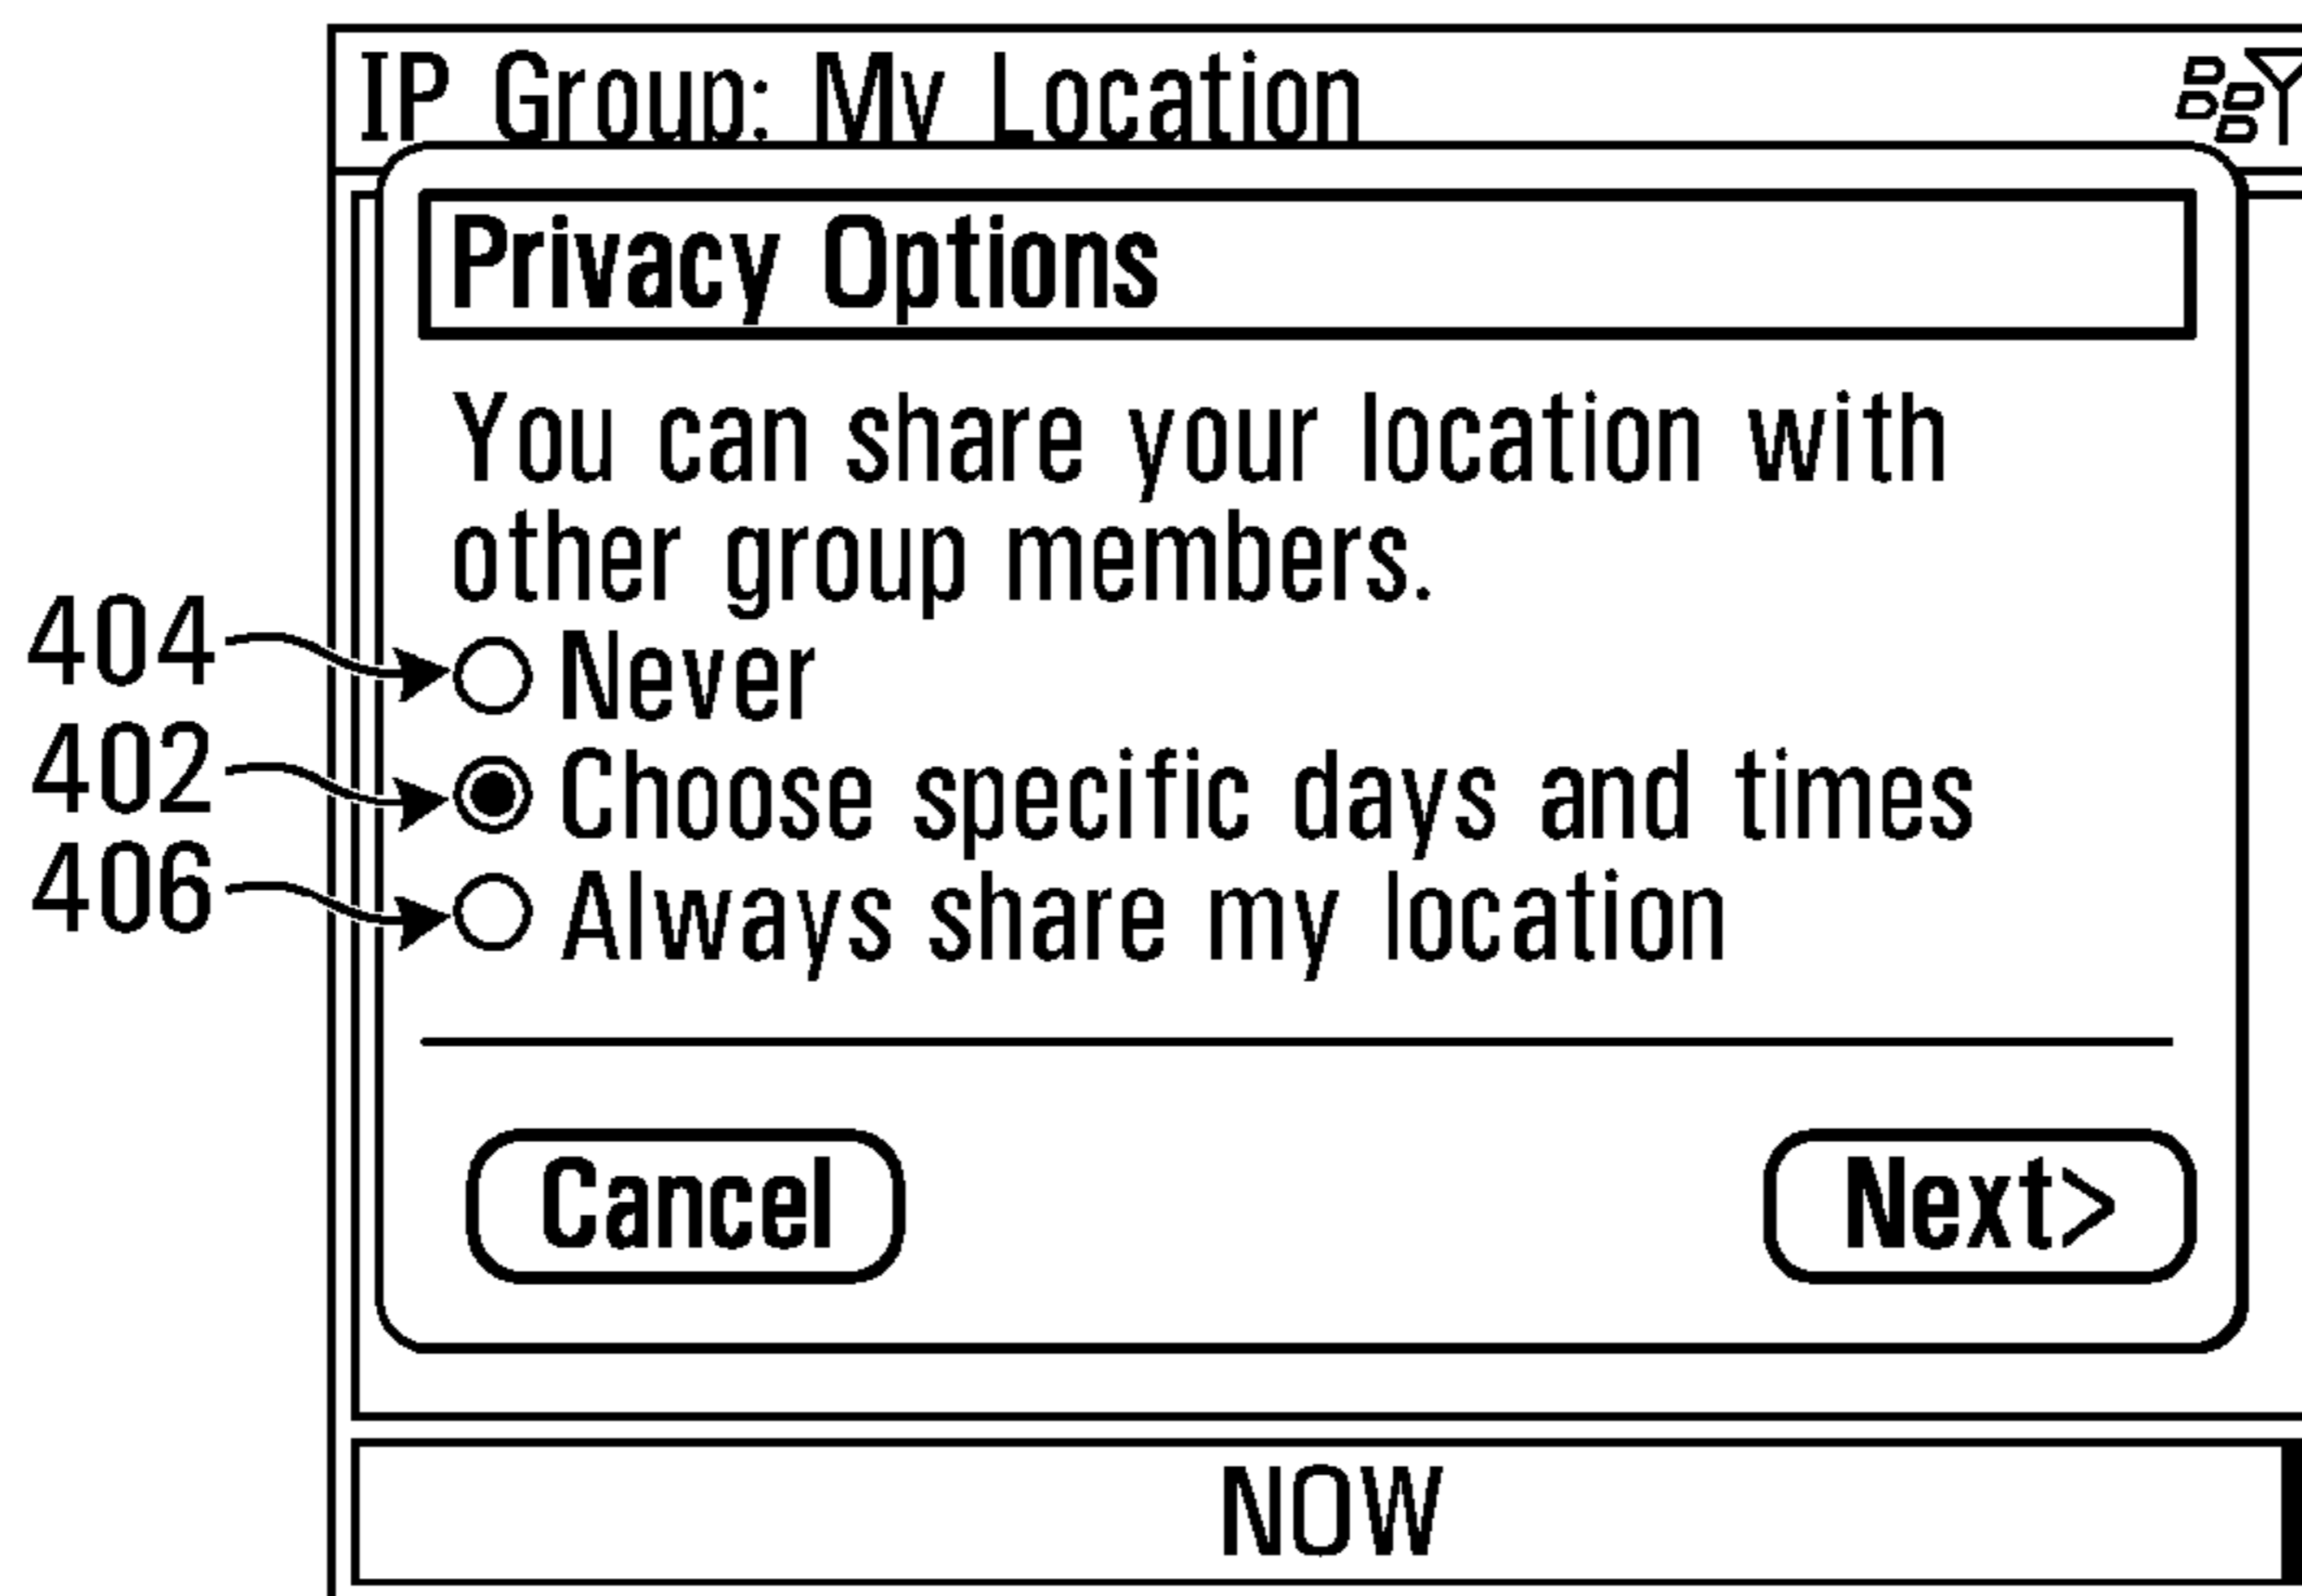 IP Group: My Location
Privacy Options
You can share your location with
other group members.
404
Never
402
Choose specific days and times
406
Always share my location
Cancel
Next>
NOW